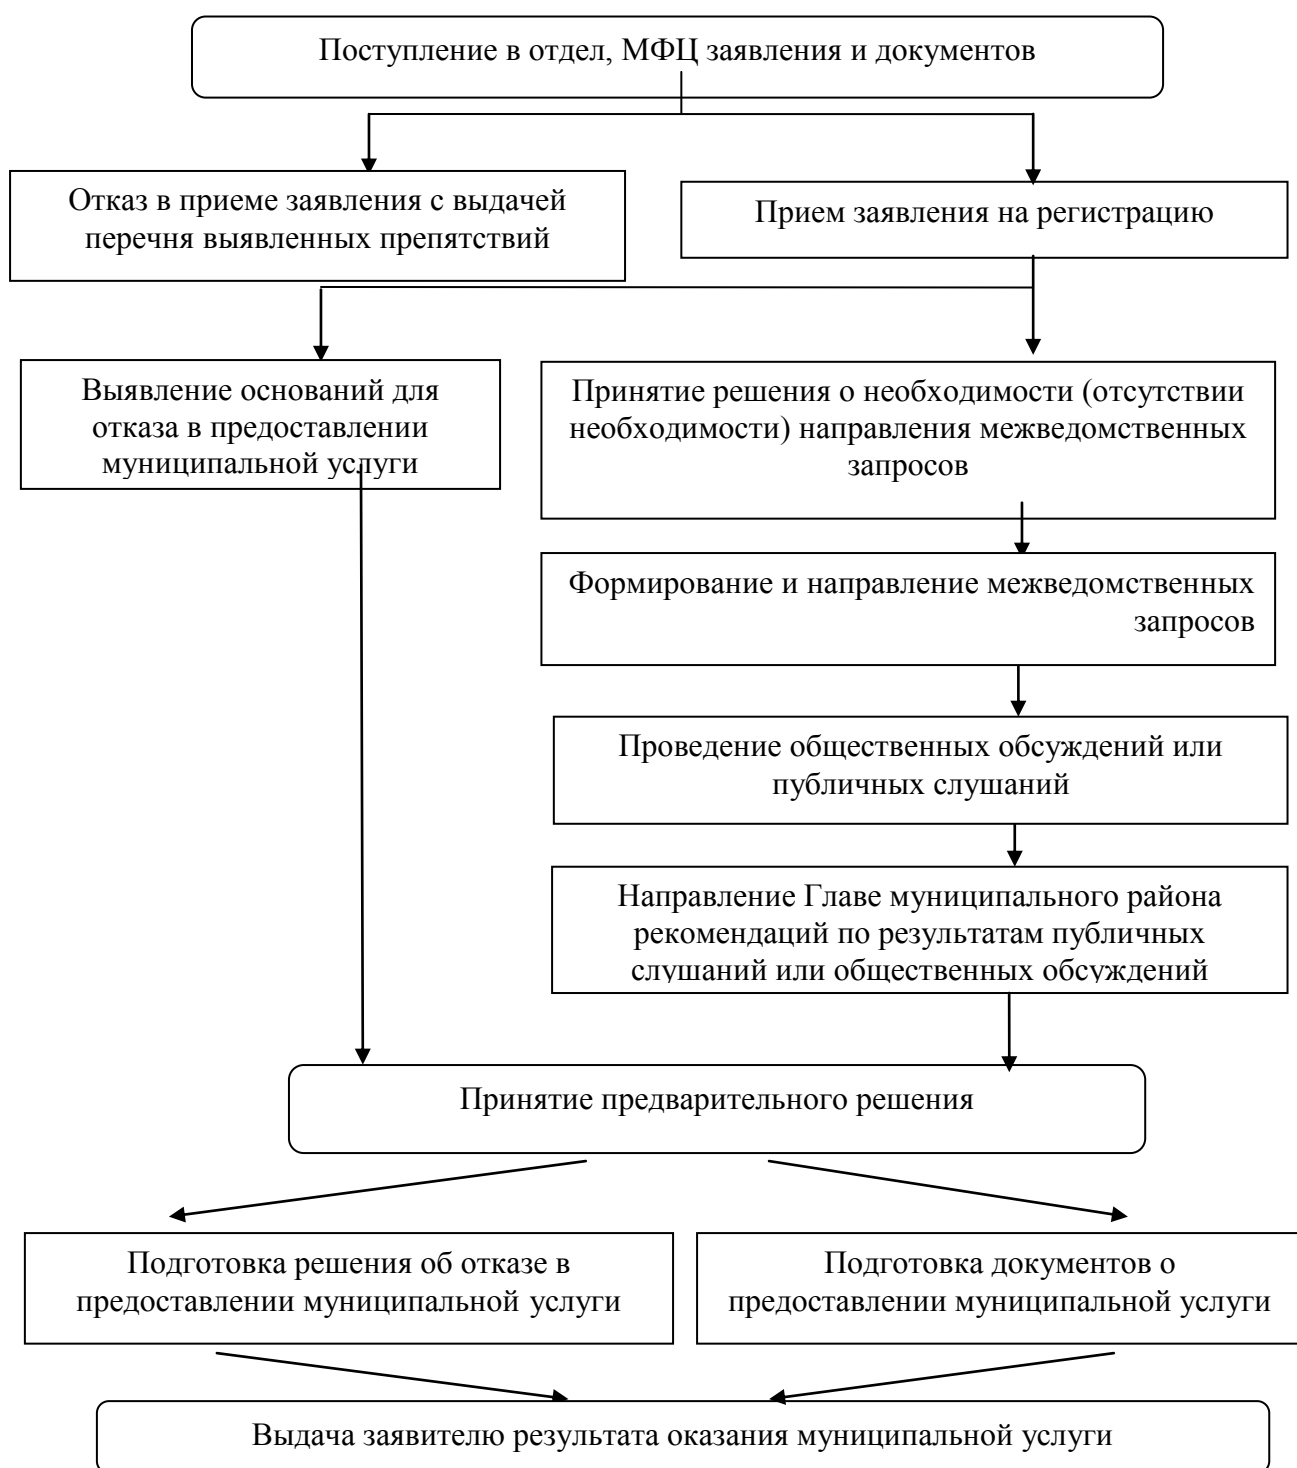 Поступление в отдел, МФЦ заявления и документов
Отказ в приеме заявления с выдачей
перечня выявленных препятствий
Прием заявления на регистрацию
Выявление оснований для
отказа в предоставлении
муниципальной услуги
Принятие решения о необходимости (отсутствии
необходимости) направления межведомственных
запросов
Формирование и направление межведомственных
запросов
Проведение общественных обсуждений или
публичных слушаний
Направление Главе муниципального района
рекомендаций по результатам публичных
слушаний или общественных обсуждений
Принятие предварительного решения
Подготовка решения об отказе в
предоставлении муниципальной услуги
Подготовка документов о
предоставлении муниципальной услуги
Выдача заявителю результата оказания муниципальной услуги